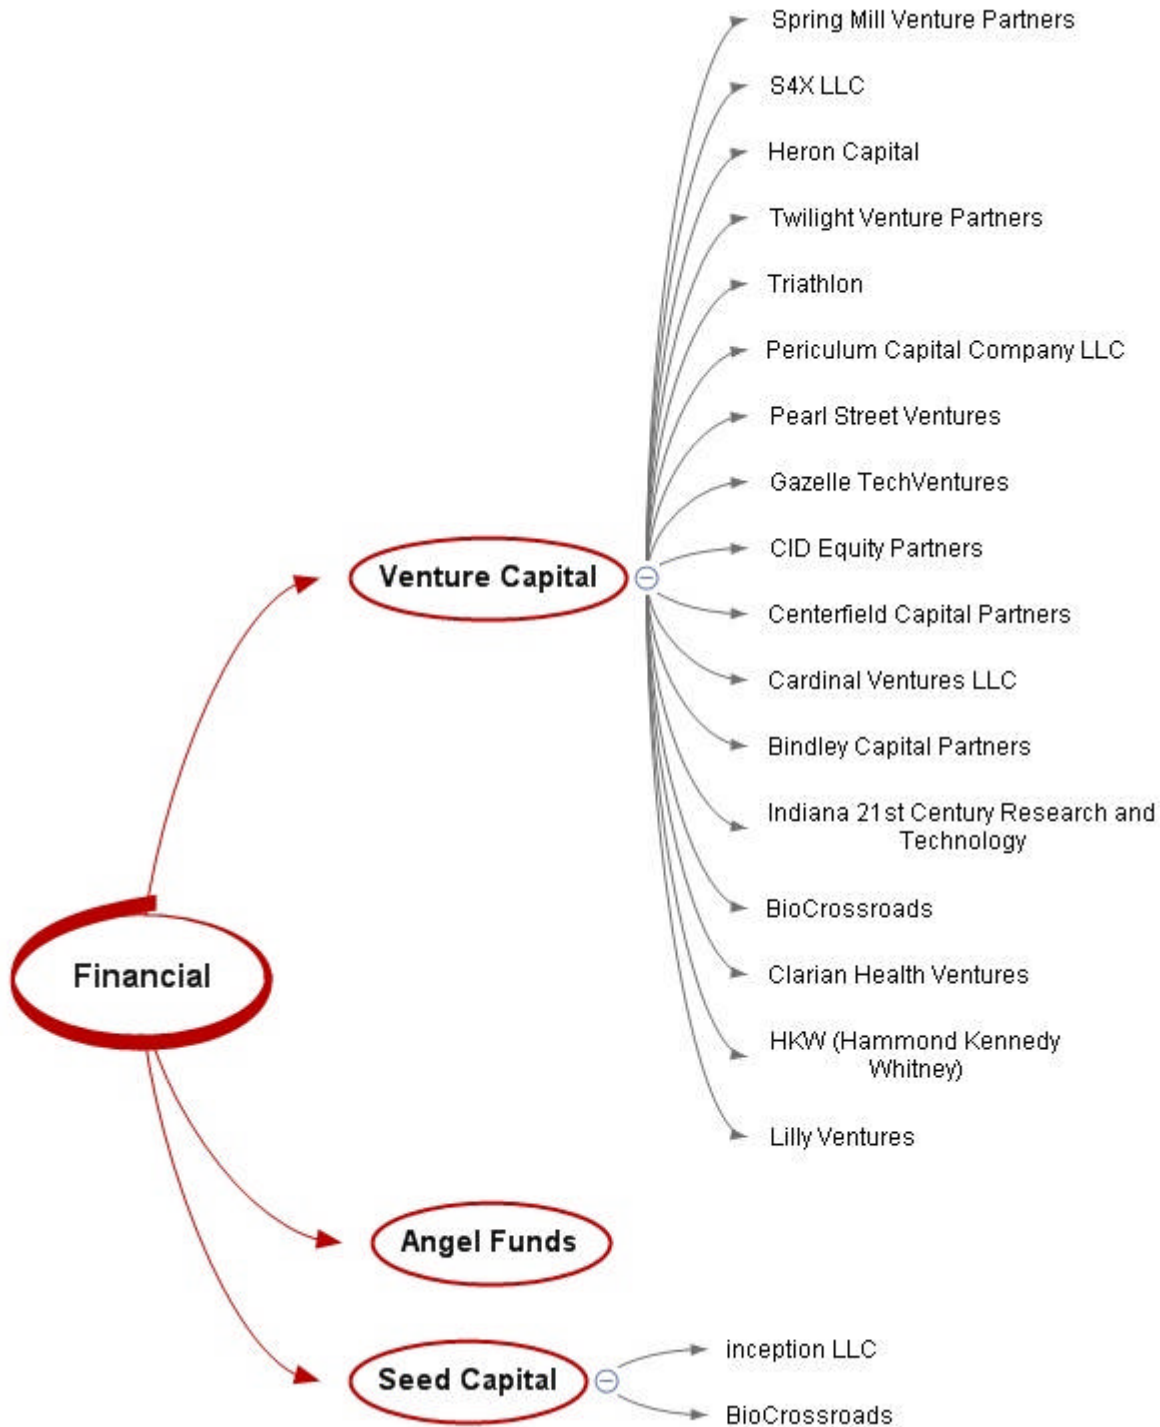 Spring Mill Venture Partners
S4X LLC
Heron Capital
Twilight Venture Partners
Triathlon
Periculum Capital Company LLC
Pearl Street Ventures
Gazelle TechVentures
CID Equity Partners
Venture Capital
Centerfield Capital Partners
Cardinal Ventures LLC
Bindley Capital Partners
Indiana 21st Century Research and
Technology
BioCrossroads
Financial
Clarian Health Ventures
HKW (Hammond Kennedy
Whitney)
Lilly Ventures
Angel Funds
Seed Capital
inception LLC
BioCrossroads